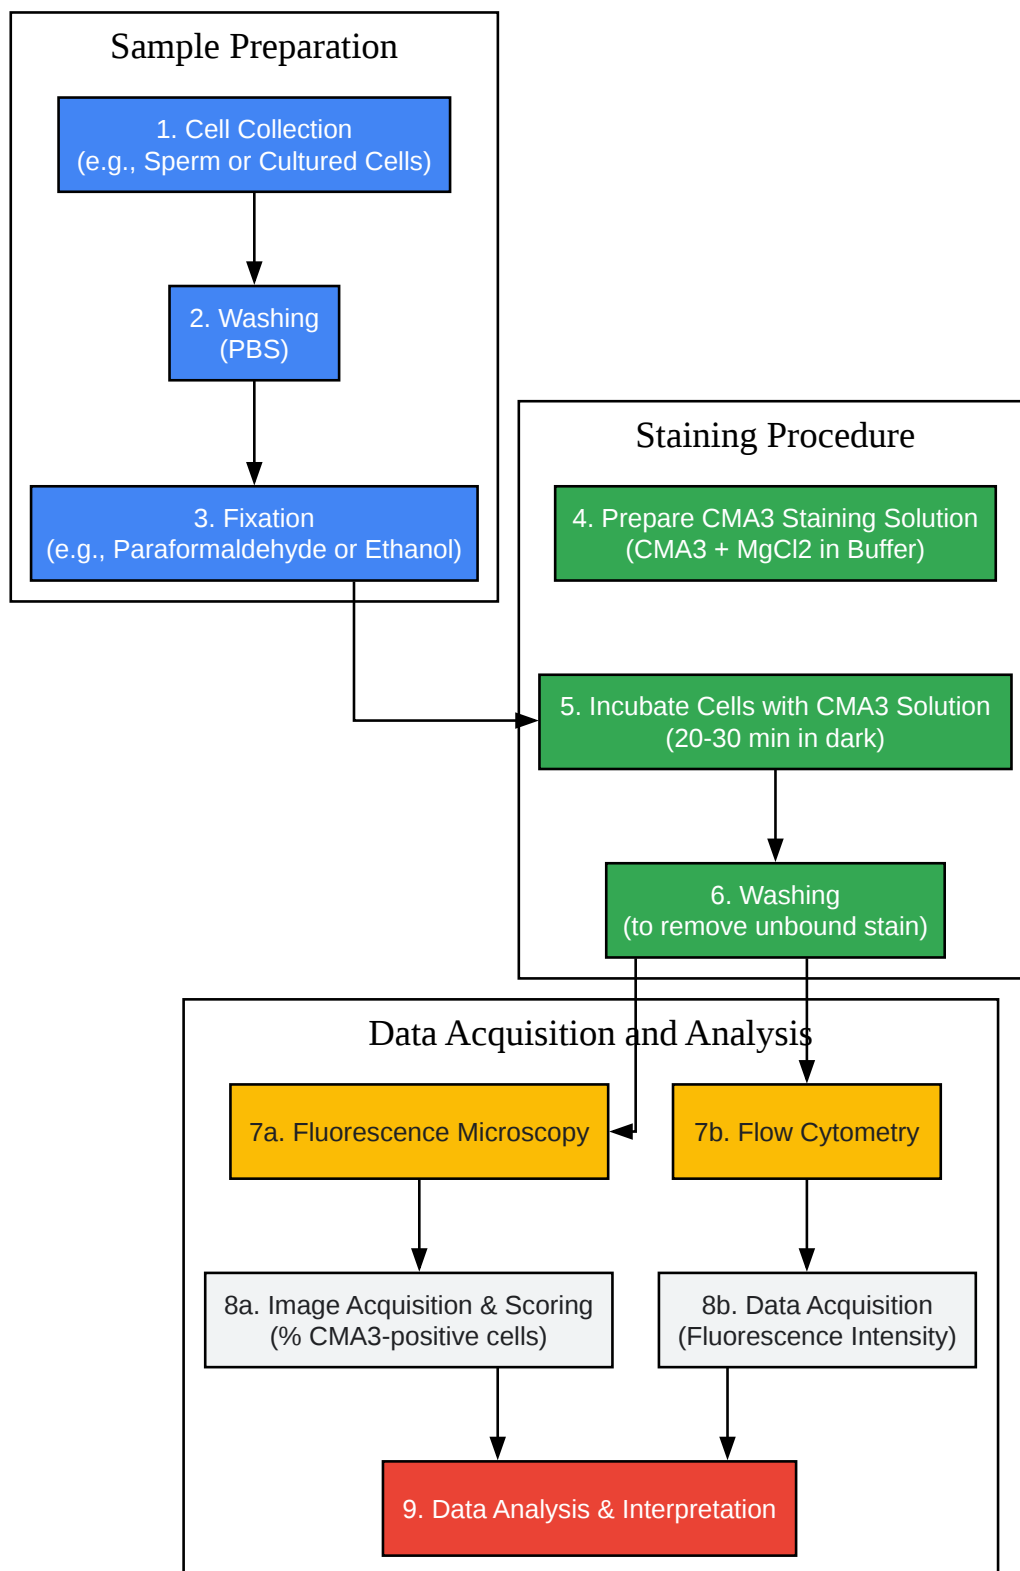 Sample Preparation
1. Cell Collection
(e.g., Sperm or Cultured Cells)
2. Washing
(PBS)
3. Fixation
(e.g., Paraformaldehyde or Ethanol)
Staining Procedure
4. Prepare CMA3 Staining Solution
(CMA3 + MgCl2 in Buffer)
5. Incubate Cells with CMA3 Solution
(20-30 min in dark)
6. Washing
(to remove unbound stain)
Data Acquisition and Analysis
7a. Fluorescence Microscopy
7b. Flow Cytometry
8a. Image Acquisition & Scoring
(% CMA3-positive cells)
8b. Data Acquisition
(Fluorescence Intensity)
9. Data Analysis & Interpretation